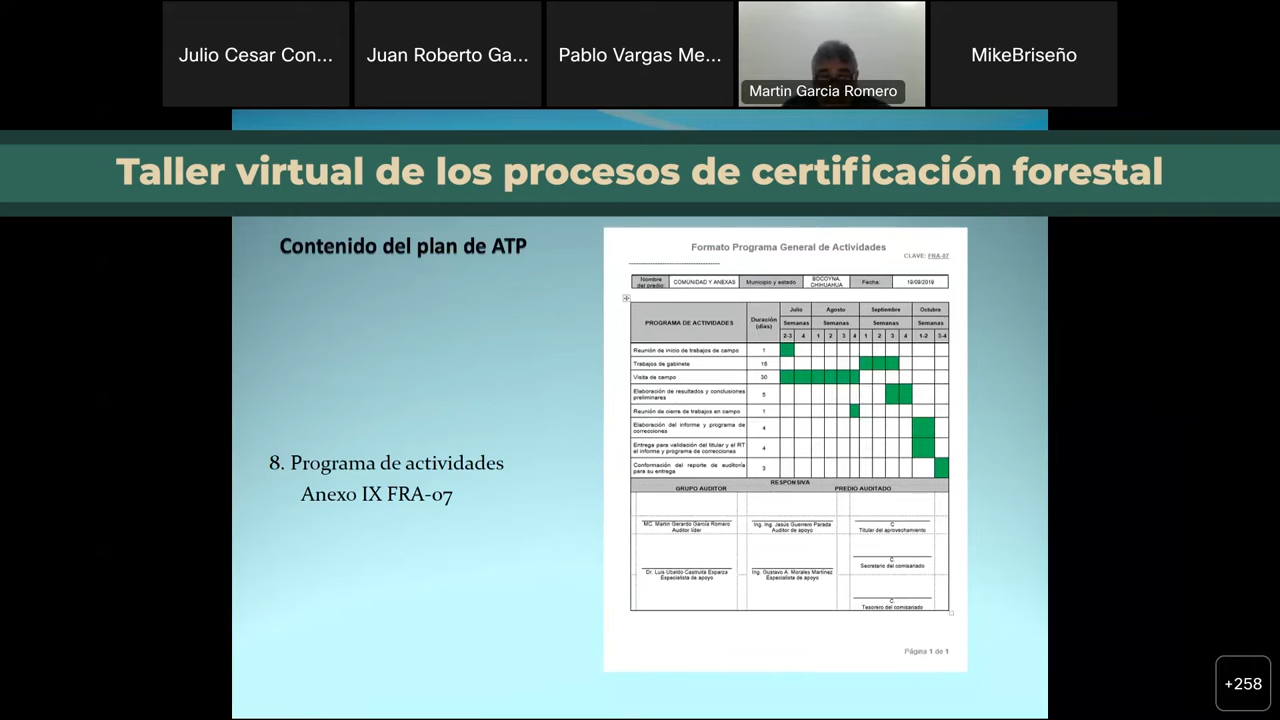 Julio Cesar Con...
Juan Roberto Ga...
Pablo Vargas Me...
Martin Garcia Romero
MikeBriseño
Taller virtual de los procesos de certificación forestal
Contenido del plan de ATP
8. Programa de actividades
Anexo IX FRA-07
Formato Programa General de Actividades
CLAVE: FRA-07
Nombre del predio: COMUNIDAD Y ANEXAS Municipio y estado BOCOYNA, CHIHUAHUA Fecha: 19/09/2019
PROGRAMA DE ACTIVIDADES Duración (días) Julio Agosto Septiembre Octubre
Semanas Semanas Semanas Semanas
2-3 4 1 2 3 4 1 2 3 4 1-2 3-4
Reunión de inicio de trabajos de campo 1
Trabajos de gabinete 16
Visita de campo 30
Elaboración de resultados y conclusiones preliminares 5
Reunión de cierre de trabajos en campo 1
Elaboración del informe y programa de correcciones 4
Entrega para validación del titular y el RT el informe y programa de correcciones 4
Conformación del reporte de auditoría para su entrega 3
RESPONSIVA
GRUPO AUDITOR PREDIO AUDITADO
MC. Martín Gerardo García Romero
Auditor líder
Ing. Ing. Jesús Guerrero Parada
Auditor de apoyo
C.
Titular del aprovechamiento
C.
Secretario del comisariado
Dr. Luis Ubaldo Castruita Esparza
Especialista de apoyo
Ing. Gustavo A. Morales Martínez
Especialista de apoyo
C.
Tesorero del comisariado
Página 1 de 1
+258